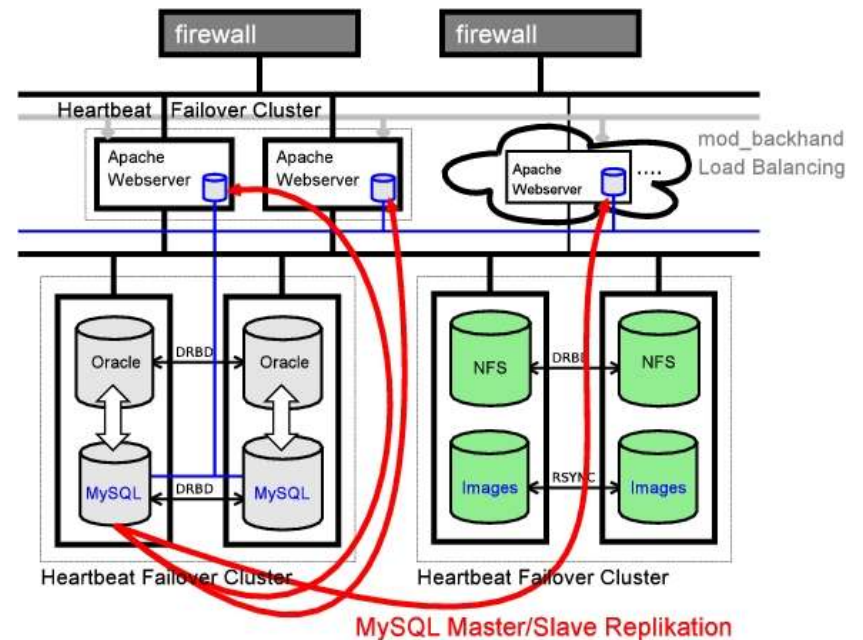 firewall
firewall
Heartbeat Failover Cluster
Apache
Webserver
Apache
Webserver
Apache
Webserver
....
mod_backhand
Load Balancing
Oracle
DRBD
Oracle
NFS
DRBD
NFS
MySQL
DRBD
MySQL
Images
RSYNC
Images
Heartbeat Failover Cluster
Heartbeat Failover Cluster
MySQL Master/Slave Replikation